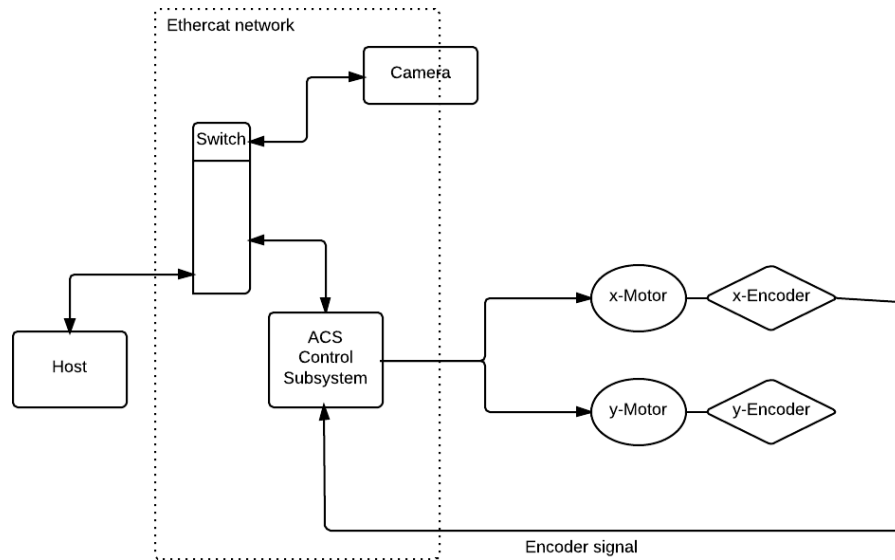 Ethercat network
Camera
Switch
x-Motor
x-Encoder
ACS
Control
Subsystem
Host
y-Motor
y-Encoder
Encoder signal